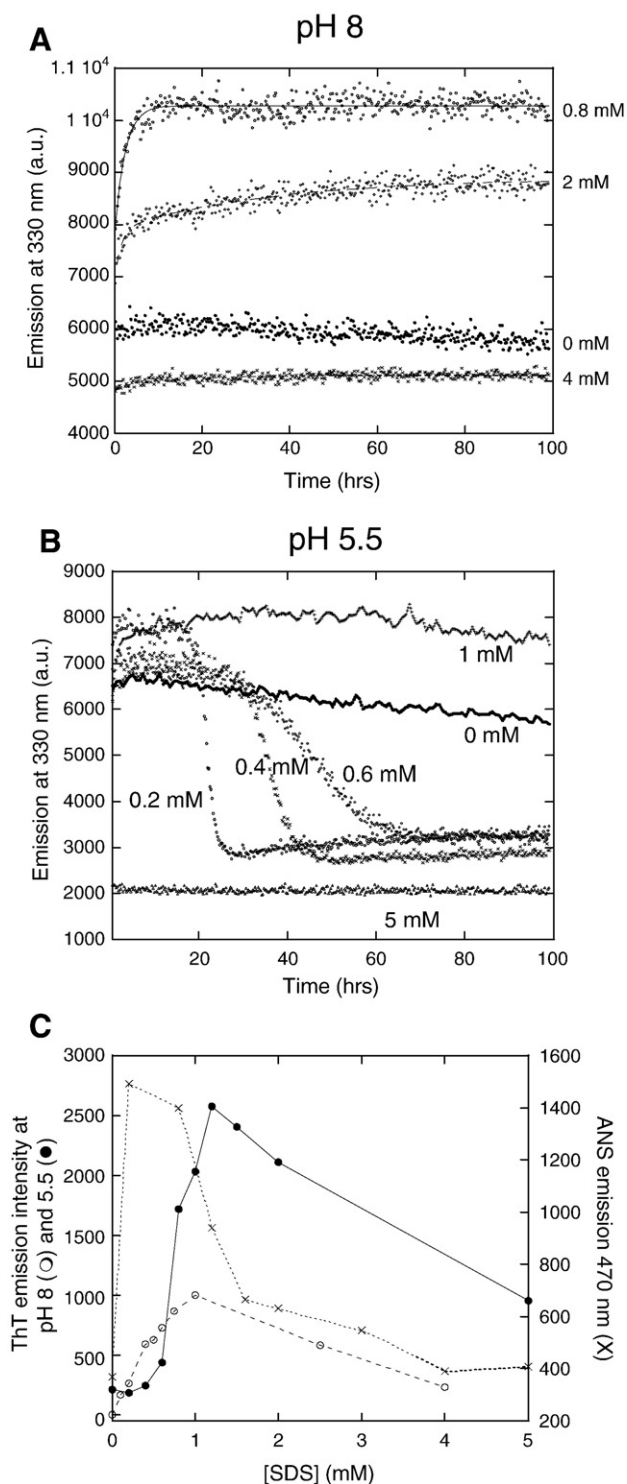 A
pH 8
1.1 10⁴
1 10⁴
9000
8000
7000
6000
5000
4000
Emission at 330 nm (a.u.)
0.8 mM
2 mM
0 mM
4 mM
0 20 40 60 80 100
Time (hrs)
B
pH 5.5
9000
8000
7000
6000
5000
4000
3000
2000
1000
Emission at 330 nm (a.u.)
1 mM
0 mM
0.4 mM
0.6 mM
0.2 mM
5 mM
20 40 60 80 100
Time (hrs)
C
3000
2500
2000
1500
1000
500
0
ThT emission intensity at
pH 8 (○) and 5.5 (●)
1600
1400
1200
1000
800
600
400
200
ANS emission 470 nm (X)
0 1 2 3 4 5
[SDS] (mM)